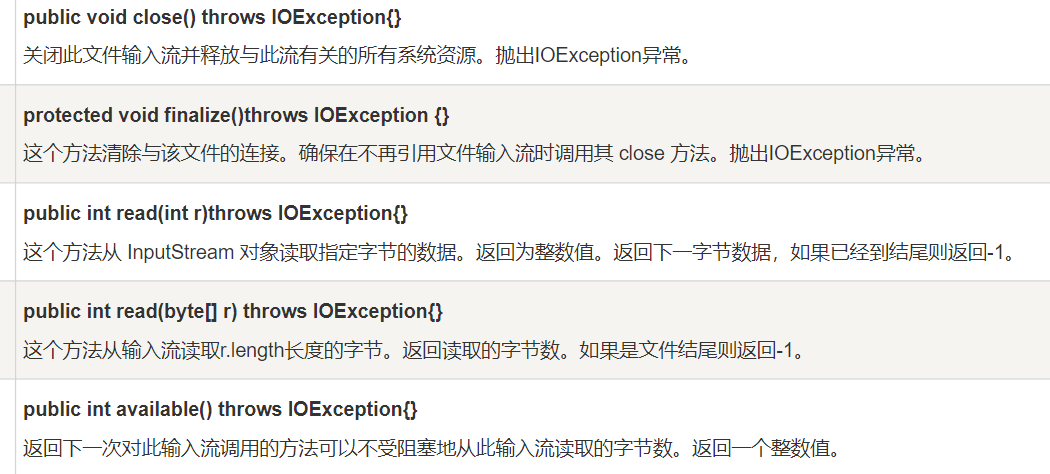 public void close() throws IOException{}
关闭此文件输入流并释放与此流有关的所有系统资源。抛出IOException异常。
protected void finalize()throws IOException {}
这个方法清除与该文件的连接。确保在不再引用文件输入流时调用其 close 方法。抛出IOException异常。
public int read(int r)throws IOException{}
这个方法从 InputStream 对象读取指定字节的数据。返回为整数值。返回下一字节数据，如果已经到结尾则返回-1。
public int read(byte[] r) throws IOException{}
这个方法从输入流读取r.length长度的字节。返回读取的字节数。如果是文件结尾则返回-1。
public int available() throws IOException{}
返回下一次对此输入流调用的方法可以不受阻塞地从此输入流读取的字节数。返回一个整数值。